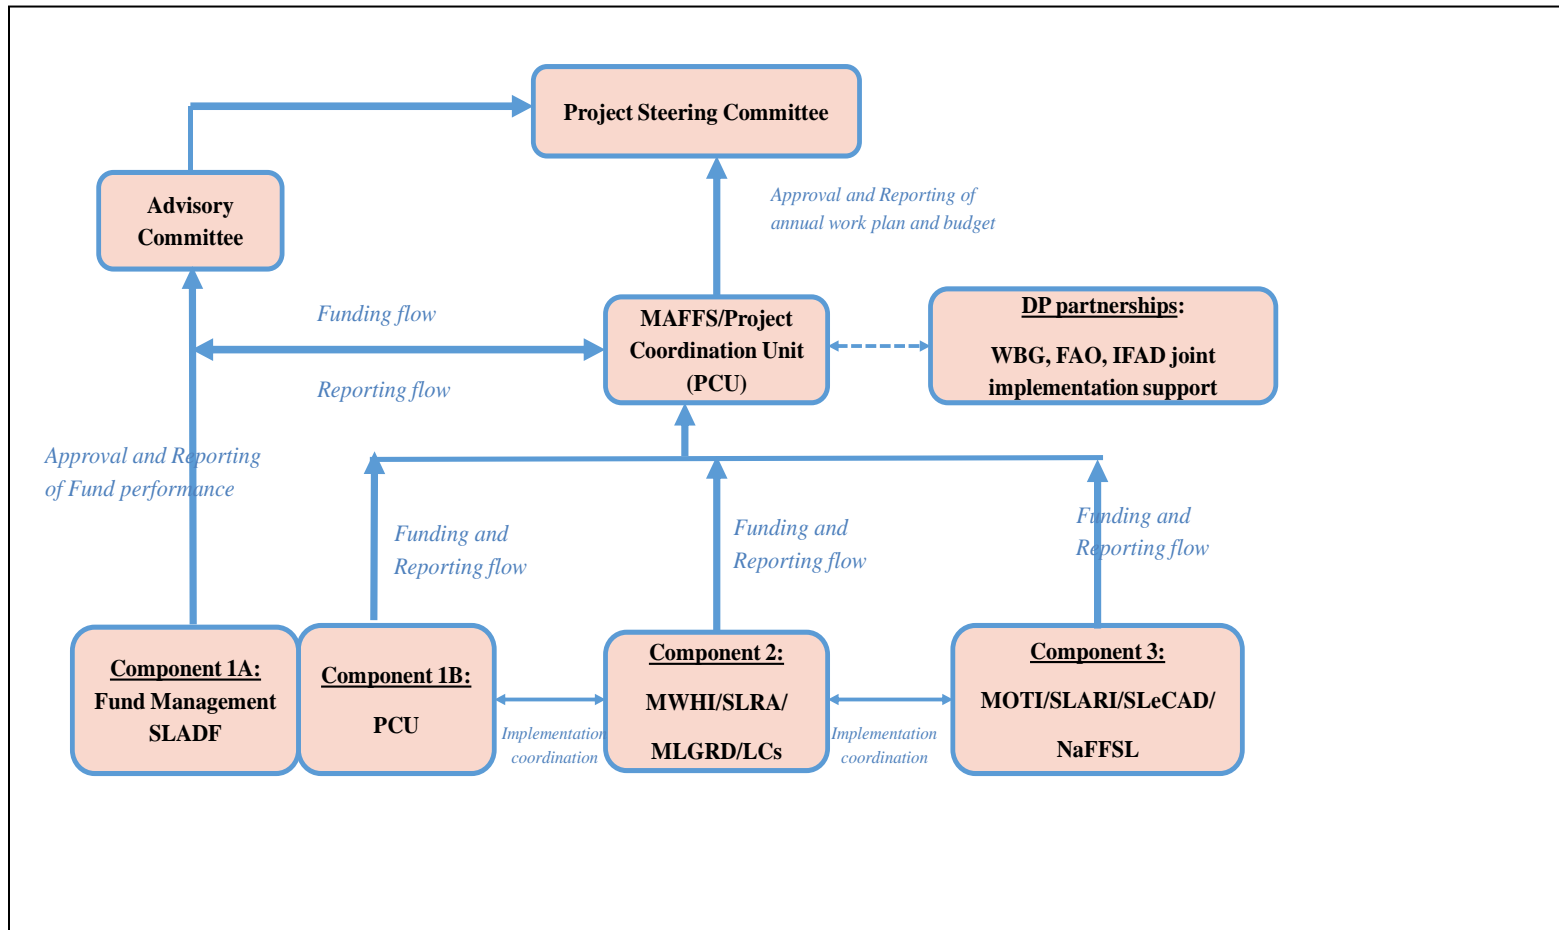 Project Steering Committee
Advisory
Committee
Approval and Reporting of
annual work plan and budget
Funding flow
Reporting flow
MAFFS/Project
Coordination Unit
(PCU)
DP partnerships:
WBG, FAO, IFAD joint
implementation support
Approval and Reporting
of Fund performance
Funding and
Reporting flow
Funding and
Reporting flow
Funding and
Reporting flow
Component 1A:
Fund Management
SLADF
Component 1B:
PCU
Implementation
coordination
Component 2:
MWHI/SLRA/
MLGRD/LCs
Implementation
coordination
Component 3:
MOTI/SLARI/SLeCAD/
NaFFSL